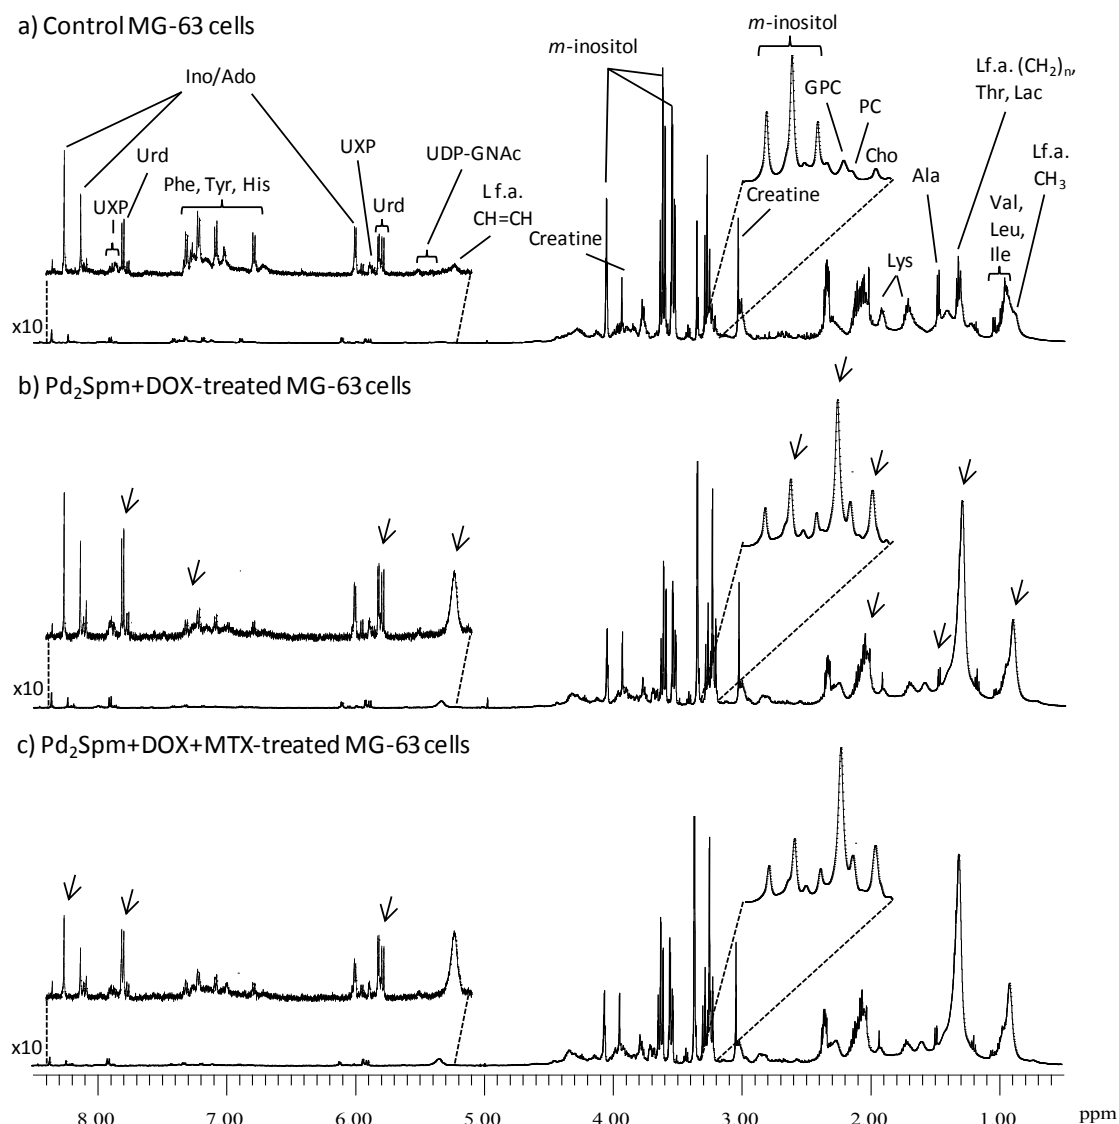 a) Control MG-63 cells
m-inositol
m-inositol
Ino/Ado
Lf.a. (CH₂)n,
Thr, Lac
GPC
PC
UXP
Urd
UDP-GNAc
Cho
Lf.a.
CH₃
Phe, Tyr, His
Ala
UXP
Urd
Lf.a.
CH=CH
Creatine
Creatine
Val,
Leu,
Ile
Lys
x10
b) Pd₂Spm+DOX-treated MG-63 cells
x10
c) Pd₂Spm+DOX+MTX-treated MG-63 cells
x10
8.00 7.00 6.00 5.00 4.00 3.00 2.00 1.00 ppm